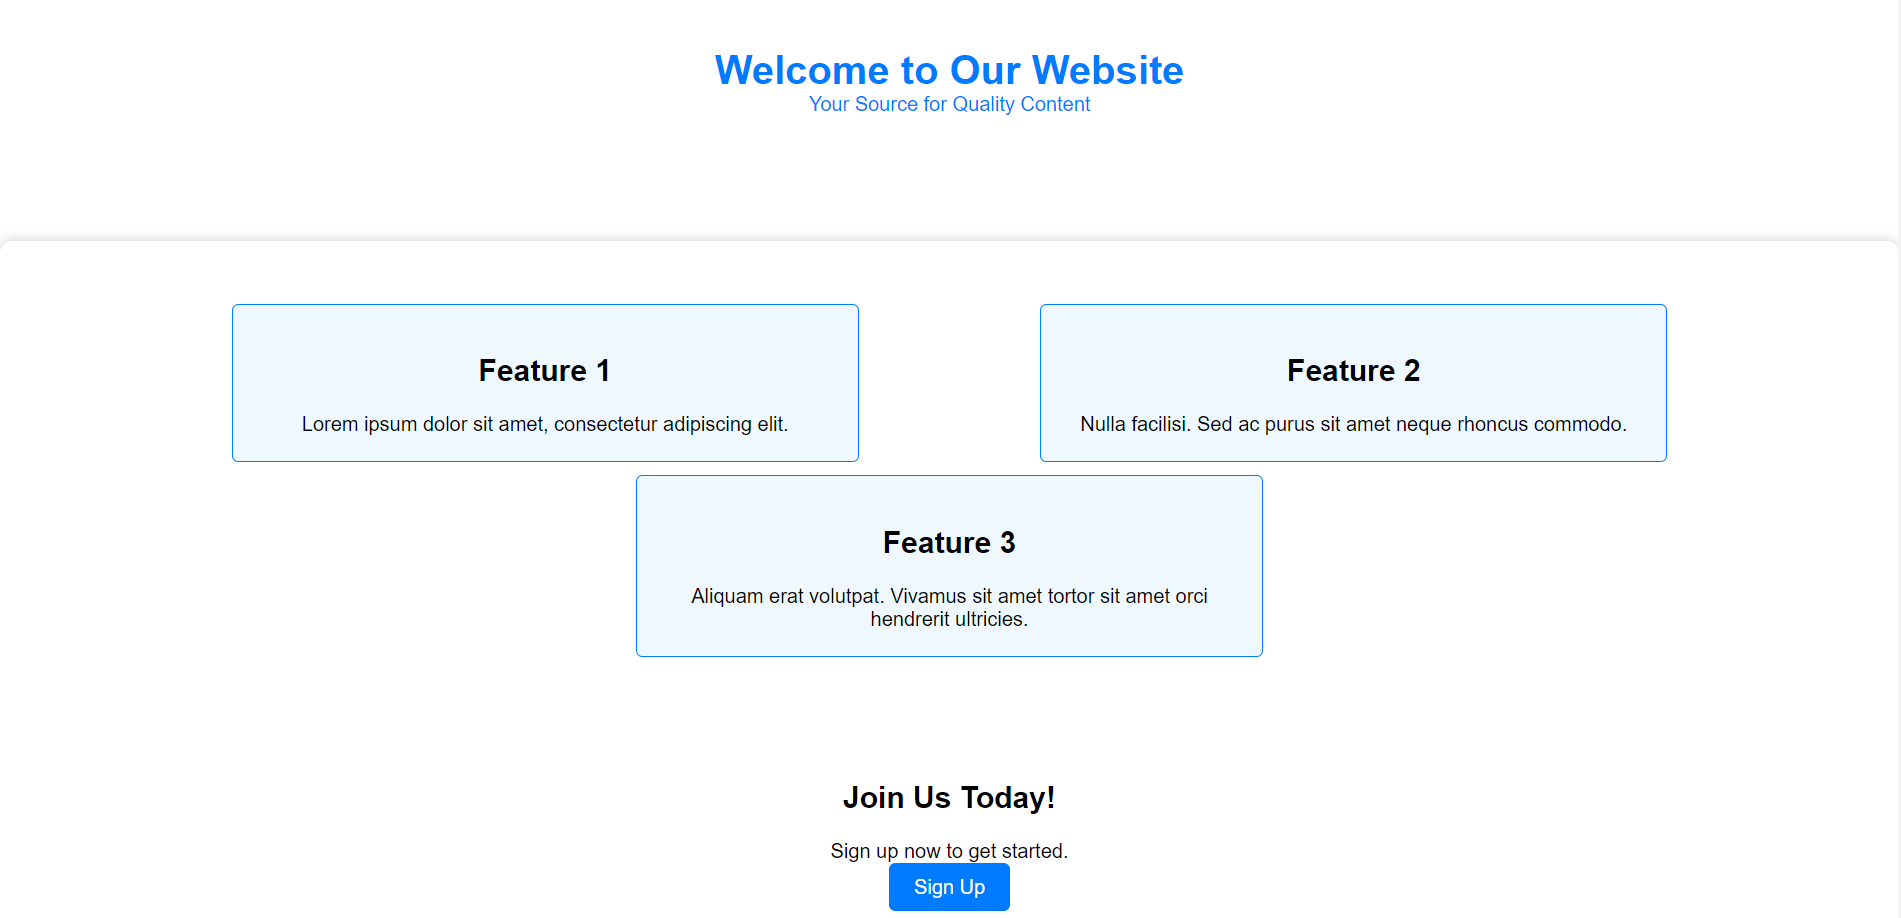 Welcome to Our Website
Your Source for Quality Content
Feature 1
Lorem ipsum dolor sit amet, consectetur adipiscing elit.
Feature 2
Nulla facilisi. Sed ac purus sit amet neque rhoncus commodo.
Feature 3
Aliquam erat volutpat. Vivamus sit amet tortor sit amet orci
hendrerit ultricies.
Join Us Today!
Sign up now to get started.
Sign Up